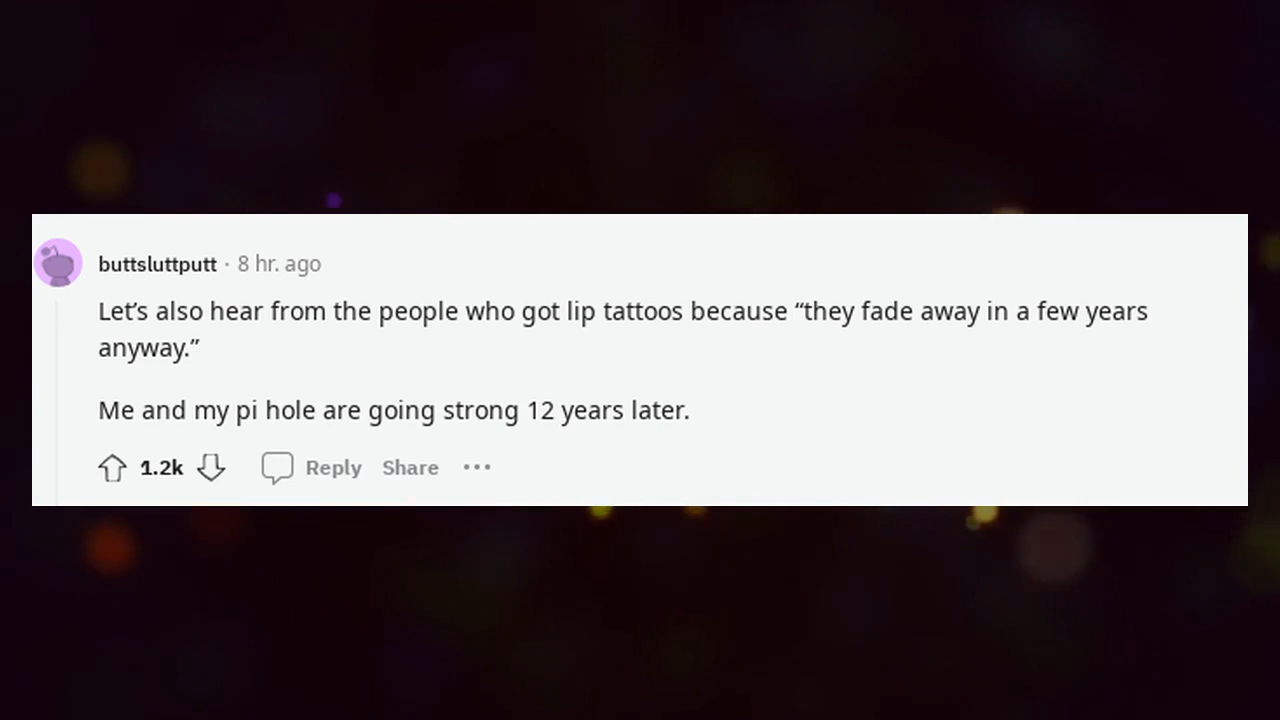 buttsluttputt · 8 hr. ago
Let’s also hear from the people who got lip tattoos because “they fade away in a few years
anyway.”
Me and my pi hole are going strong 12 years later.
1.2k Reply Share ···